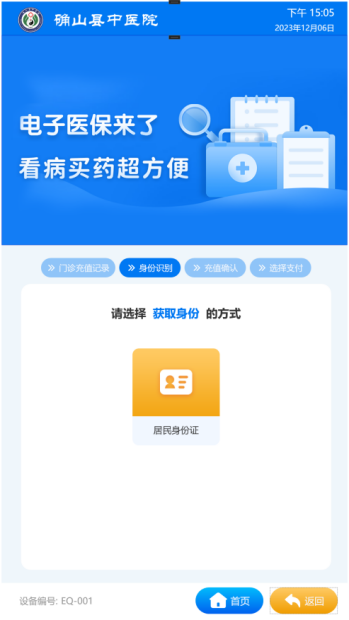 确山县中医院
下午 15:05
2023年12月06日
电子医保来了
看病买药超方便
门诊充值记录
身份识别
充值确认
选择支付
请选择 获取身份 的方式
居民身份证
设备编号: EQ-001
首页
返回